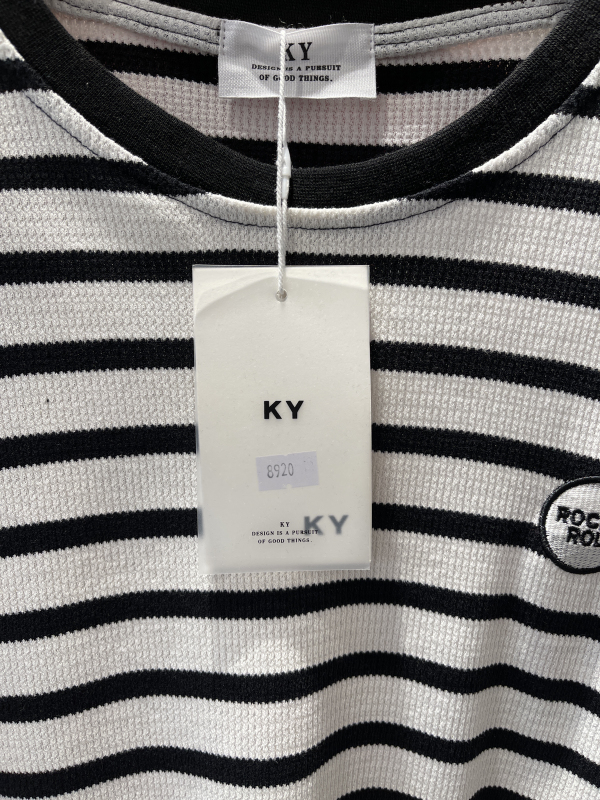 KY
DESIGN IS A PURSUIT
OF GOOD THINGS.
KY
8920
KY
DESIGN IS A PURSUIT
OF GOOD THINGS.
KY
ROC
ROL